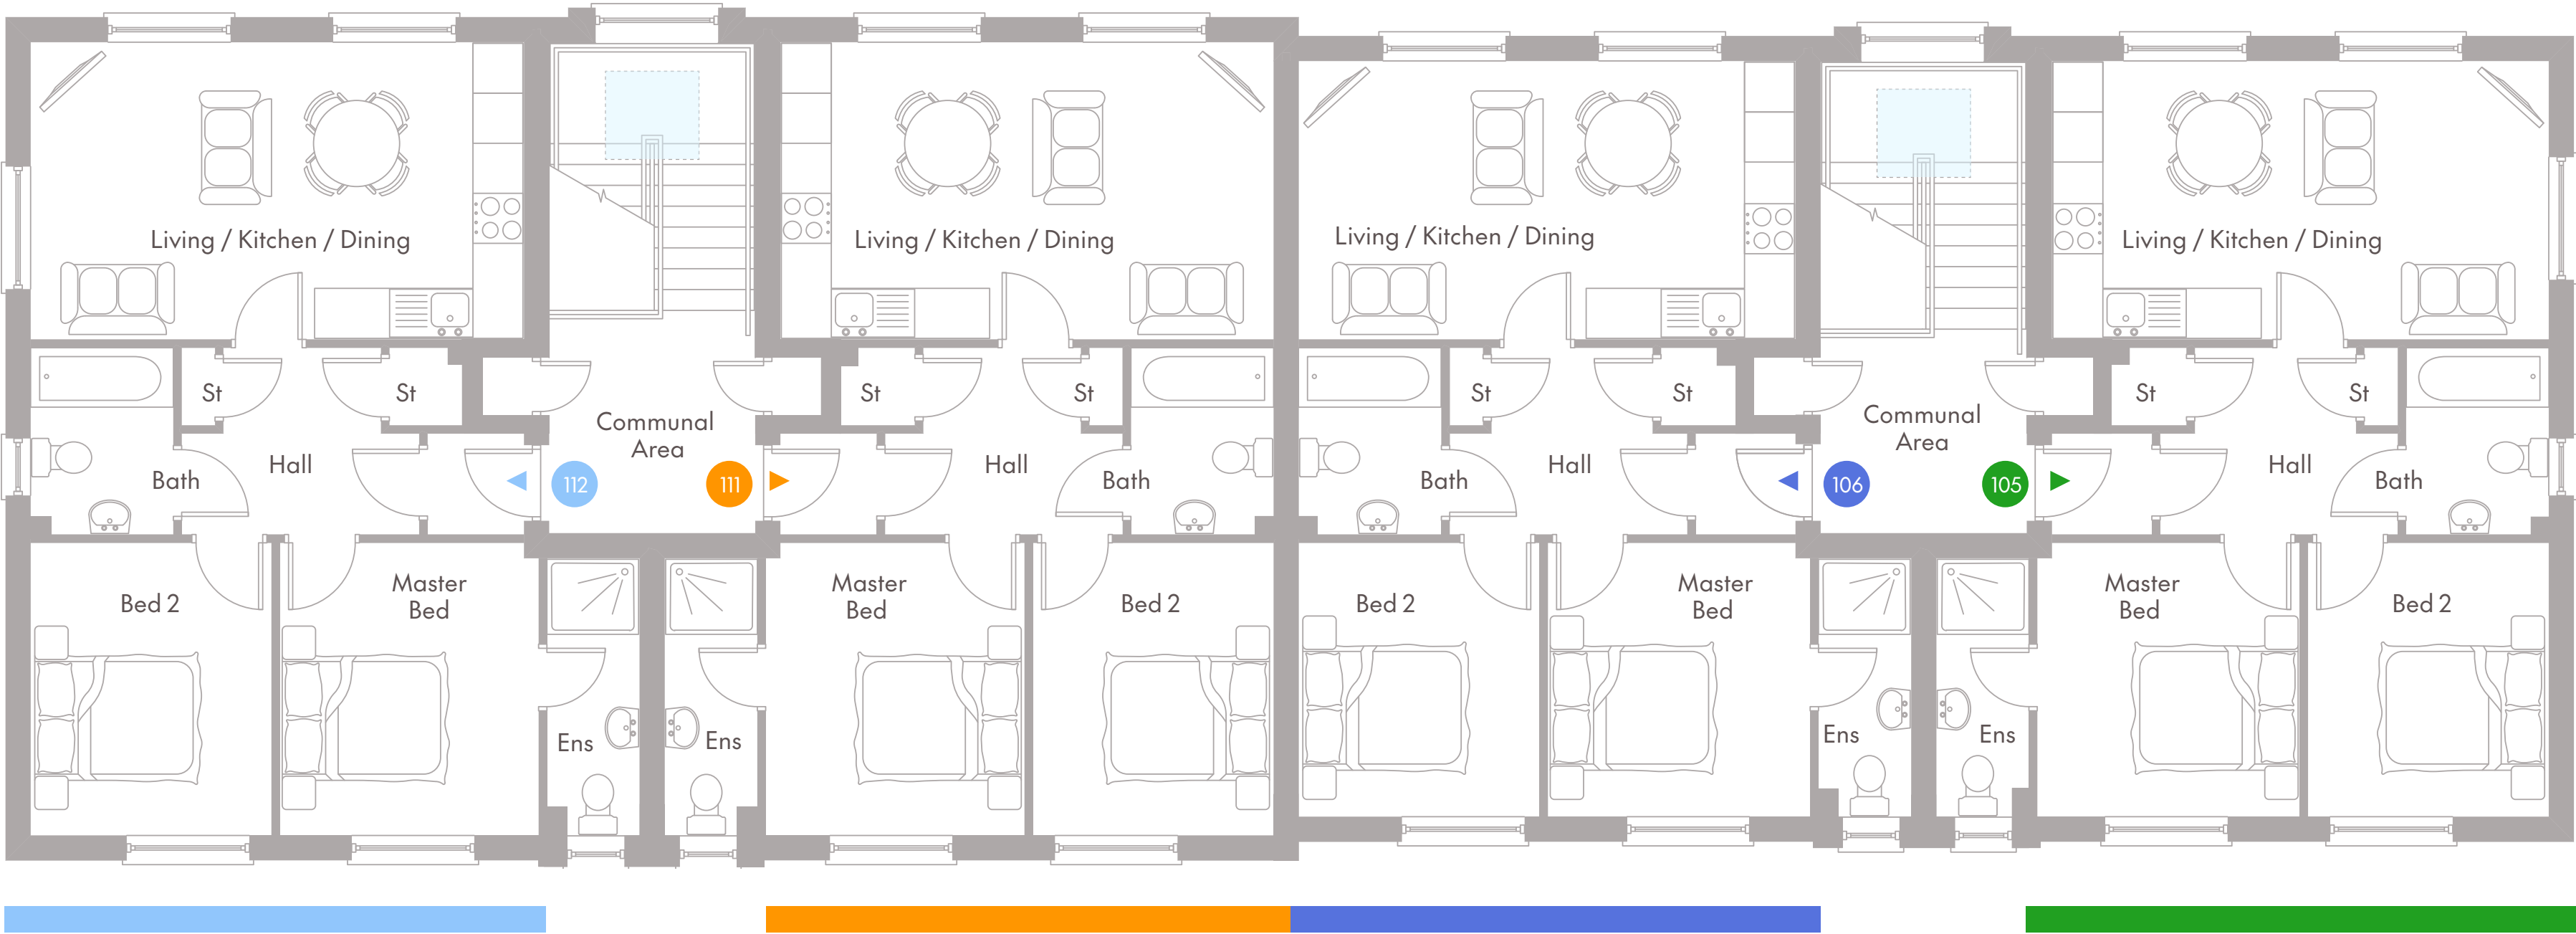 Living / Kitchen / Dining
Living / Kitchen / Dining
Living / Kitchen / Dining
Living / Kitchen / Dining
St
St
St
St
St
St
St
St
Communal
Area
Communal
Area
Bath
Hall
112
111
Hall
Bath
Bath
Hall
106
105
Hall
Bath
Bed 2
Master
Bed
Master
Bed
Bed 2
Bed 2
Master
Bed
Master
Bed
Bed 2
Ens
Ens
Ens
Ens